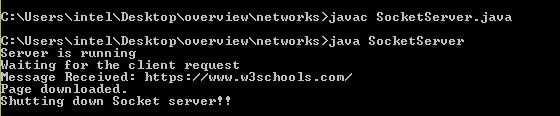 C:\Users\intel\Desktop\overview\networks>javac SocketServer.java
C:\Users\intel\Desktop\overview\networks>java SocketServer
Server is running
Waiting for the client request
Message Received: https://www.w3schools.com/
Page downloaded.
Shutting down Socket server!!